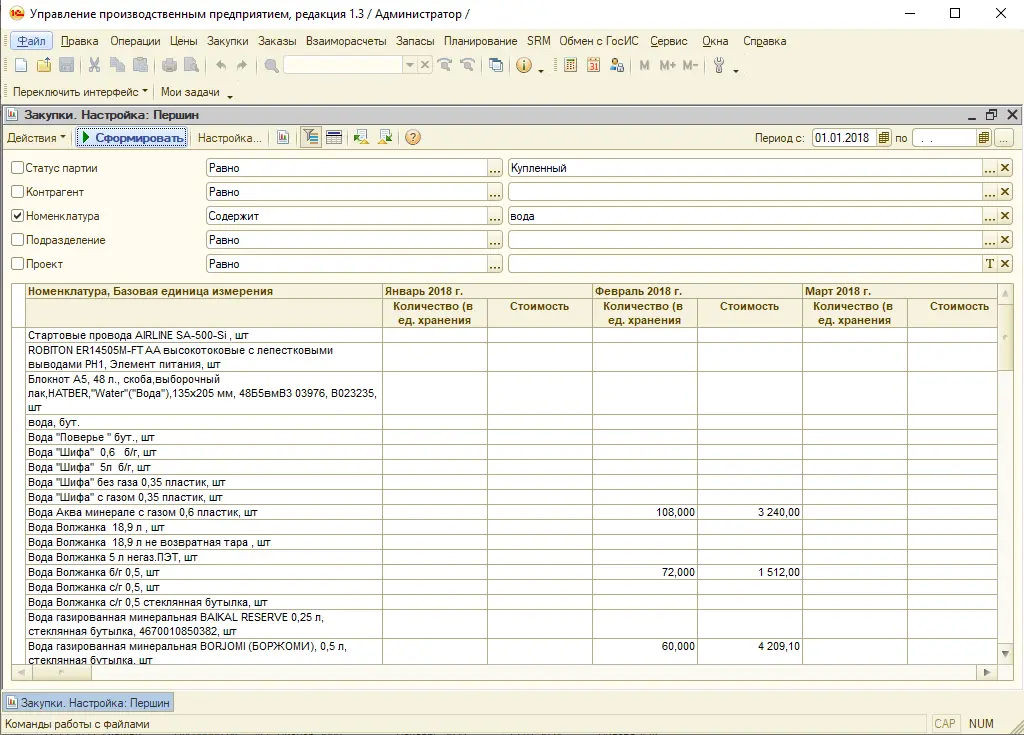 Управление производственным предприятием, редакция 1.3 / Администратор /
Файл Правка Операции Цены Закупки Заказы Взаиморасчеты Запасы Планирование SRM Обмен с ГосИС Сервис Окна Справка
M M+ M-
Переключить интерфейс Мои задачи
Закупки. Настройка: Першин
Действия Сформировать Настройка... Период с: 01.01.2018 по . . ...
Статус партии Равно ... Купленный ...
Контрагент Равно ... ...
Номенклатура Содержит ... вода ...
Подразделение Равно ... ...
Проект Равно ... T
Номенклатура, Базовая единица измерения Январь 2018 г. Февраль 2018 г. Март 2018 г.
Количество (в Стоимость Количество (в Стоимость Количество (в Стоимость
ед. хранения ед. хранения ед. хранения
Стартовые провода AIRLINE SA-500-Si , шт
ROBITON ER14505M-FT AA высокотоковые с лепестковыми
выводами PH1, Элемент питания, шт
Блокнот А5, 48 л., скоба,выборочный
лак,HATBER,"Water"("Вода"),135х205 мм, 48Б5вмВ3 03976, В023235,
шт
вода, бут.
Вода "Поверье " бут., шт
Вода "Шифа" 0,6 б/г, шт
Вода "Шифа" 5л б/г, шт
Вода "Шифа" без газа 0,35 пластик, шт
Вода "Шифа" с газом 0,35 пластик, шт
Вода Аква минерале с газом 0,6 пластик, шт 108,000 3 240,00
Вода Волжанка 18,9 л , шт
Вода Волжанка 18,9 л не возвратная тара , шт
Вода Волжанка 5 л негаз.ПЭТ, шт
Вода Волжанка б/г 0,5, шт 72,000 1 512,00
Вода Волжанка с/г 0,5, шт
Вода Волжанка с/г 0,5 стеклянная бутылка, шт
Вода газированная минеральная BAIKAL RESERVE 0,25 л,
стеклянная бутылка, 4670010850382, шт
Вода газированная минеральная BORJOMI (БОРЖОМИ), 0,5 л, 60,000 4 209,10
стеклянная бутылка, шт
Закупки. Настройка: Першин
Команды работы с файлами CAP NUM